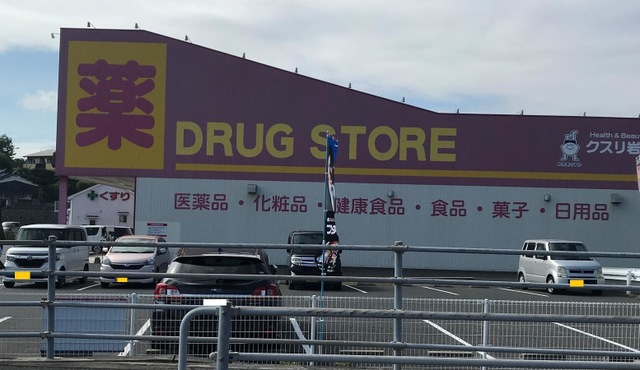 薬
DRUG STORE
Health & Beau
クスリ岩
医薬品・化粧品・健康食品・食品・菓子・日用品
くすり